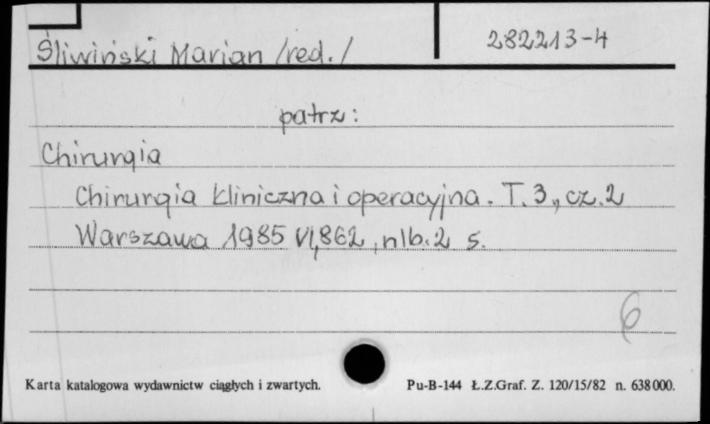 Śliwiński Marian /red./ 282213-4
patrz:
Chirurgia
Chirurgia kliniczna i operacyjna. T. 3, cz. 2
Warszawa 1985 VI, 862, nlb. 2 s.
6
Karta katalogowa wydawnictw ciągłych i zwartych. Pu-B-144 Ł.Z.Graf. Z. 120/15/82 n. 638000.